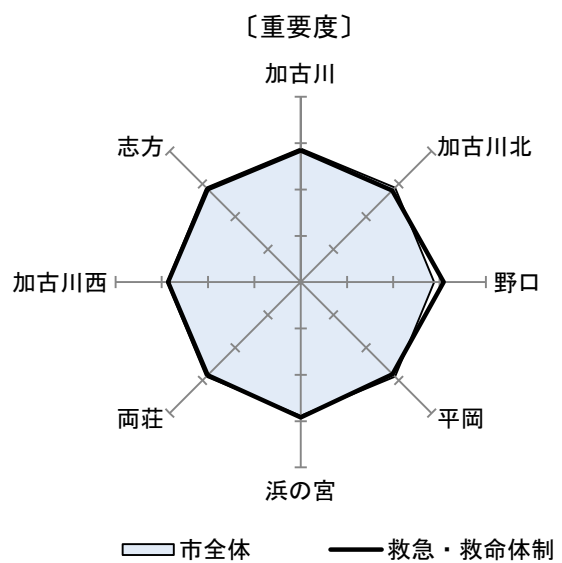 〔重要度〕
加古川
志方
加古川北
加古川西
野口
両荘
平岡
浜の宮
市全体
救急・救命体制